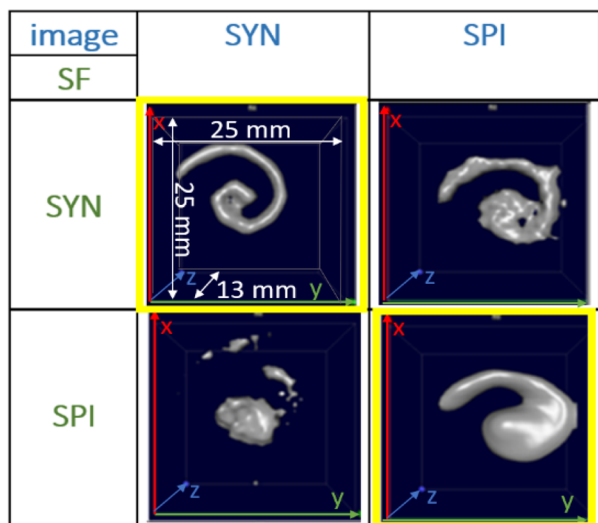 image SYN SPI
SF
SYN
x 25 mm x
25 mm
z 13 mm y z y
SPI
x x
z y z y